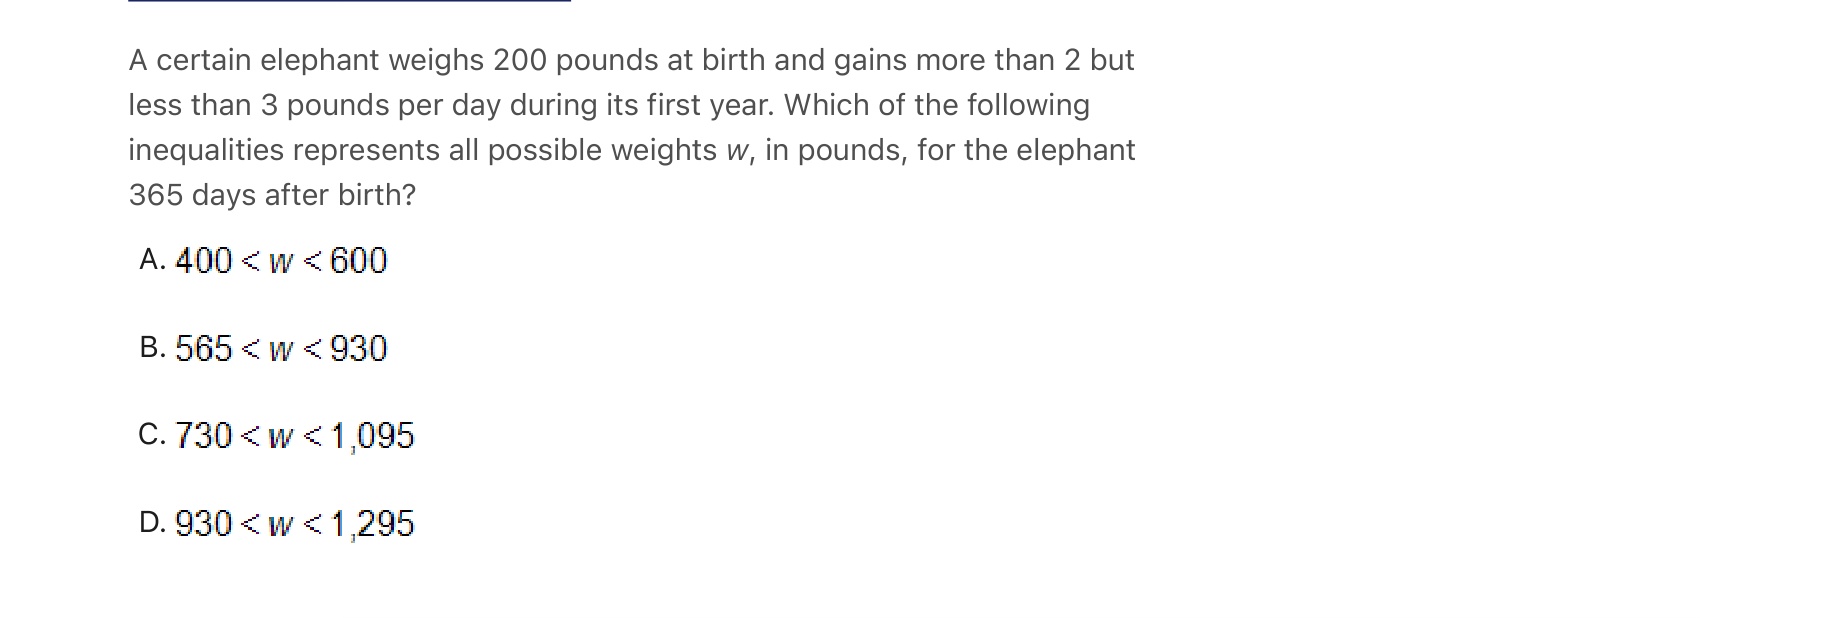 A certain elephant weighs 200 pounds at birth and gains more than 2 but
less than 3 pounds per day during its first year. Which of the following
inequalities represents all possible weights w, in pounds, for the elephant
365 days after birth?
A. 400 < w < 600
B. 565 < w < 930
C. 730 < w < 1,095
D. 930 < w < 1,295